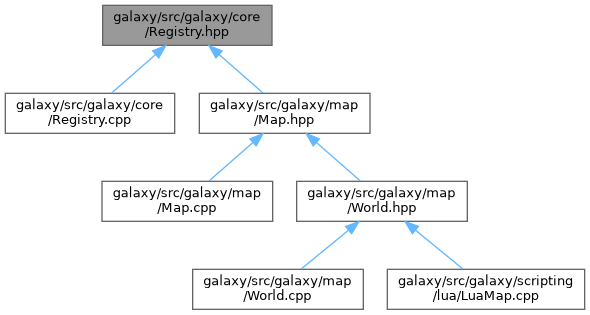 galaxy/src/galaxy/core
/Registry.hpp
galaxy/src/galaxy/core
/Registry.cpp
galaxy/src/galaxy/map
/Map.hpp
galaxy/src/galaxy/map
/Map.cpp
galaxy/src/galaxy/map
/World.hpp
galaxy/src/galaxy/map
/World.cpp
galaxy/src/galaxy/scripting
/lua/LuaMap.cpp